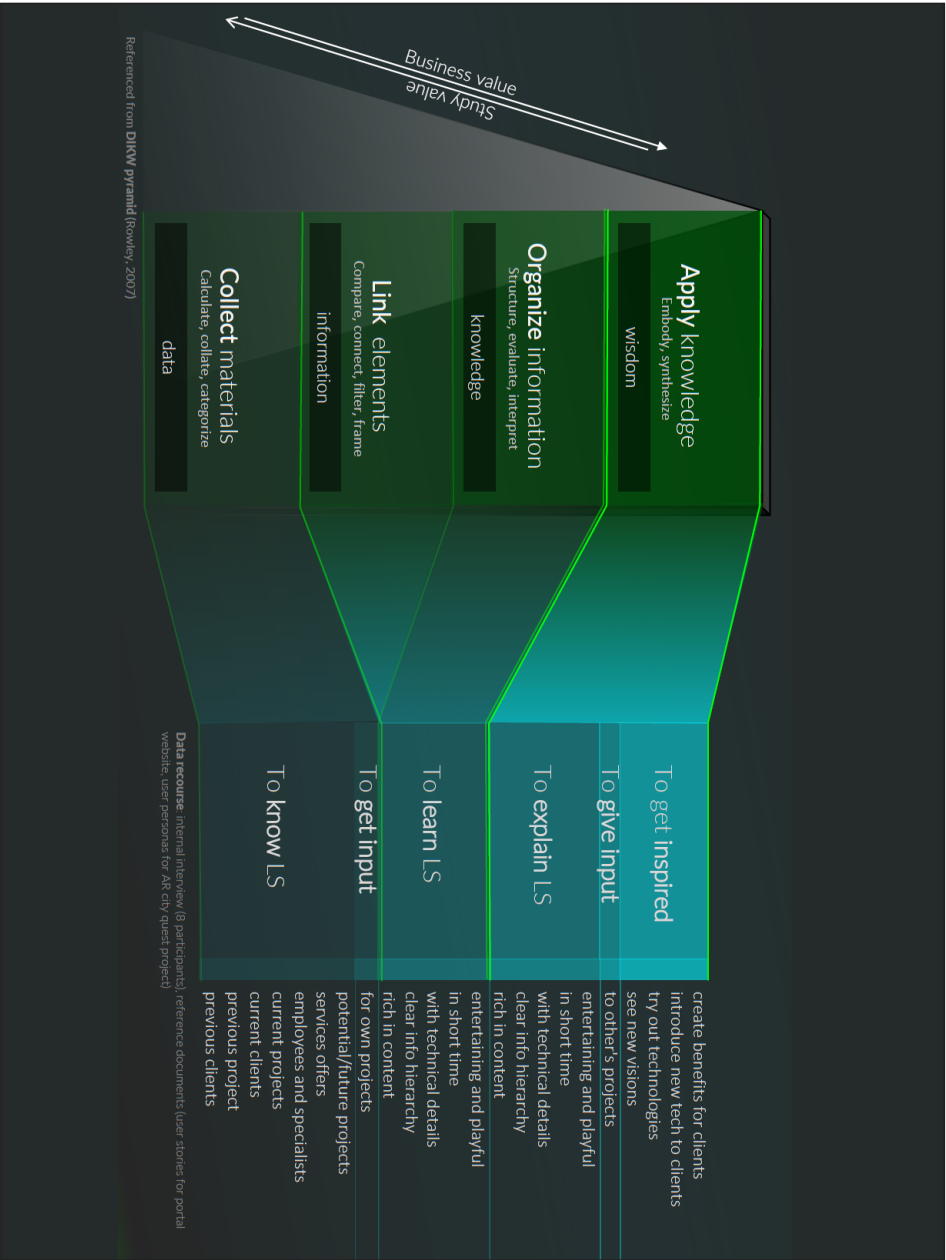 Business value
Study value
Apply knowledge
Embody, synthesize
wisdom
Organize information
Structure, evaluate, interpret
knowledge
Link elements
Compare, connect, filter, frame
information
Collect materials
Calculate, collate, categorize
data
Referenced from DIKW pyramid (Rowley, 2007)
To get inspired
create benefits for clients
introduce new tech to clients
try out technologies
see new visions
To give input
to other's projects
To explain LS
entertaining and playful
in short time
with technical details
clear info hierarchy
rich in content
To learn LS
entertaining and playful
in short time
with technical details
clear info hierarchy
rich in content
To get input
for own projects
To know LS
potential/future projects
services offers
employees and specialists
current projects
current clients
previous project
previous clients
Data recourse: internal interview (8 participants), reference documents (user stories for portal
website, user personas for AR city quest project)